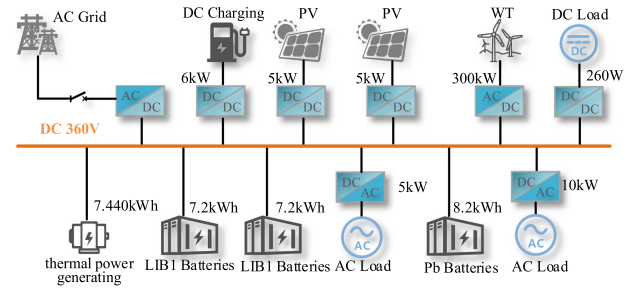 AC Grid
DC Charging
PV
PV
WT
DC Load
6kW
5kW
5kW
300kW
260W
AC
DC
DC
DC
DC
DC
DC
DC
AC
DC
DC
DC
DC
DC 360V
DC
AC
5kW
DC
AC
10kW
7.440kWh
7.2kWh
7.2kWh
8.2kWh
AC
AC
thermal power
generating
LIB1 Batteries
LIB1 Batteries
AC Load
Pb Batteries
AC Load